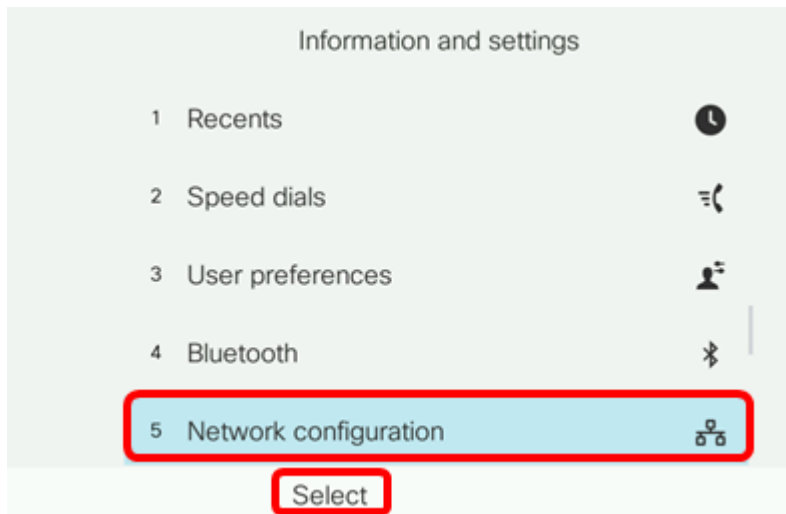 Information and settings
1 Recents
2 Speed dials
3 User preferences
4 Bluetooth
5 Network configuration
Select